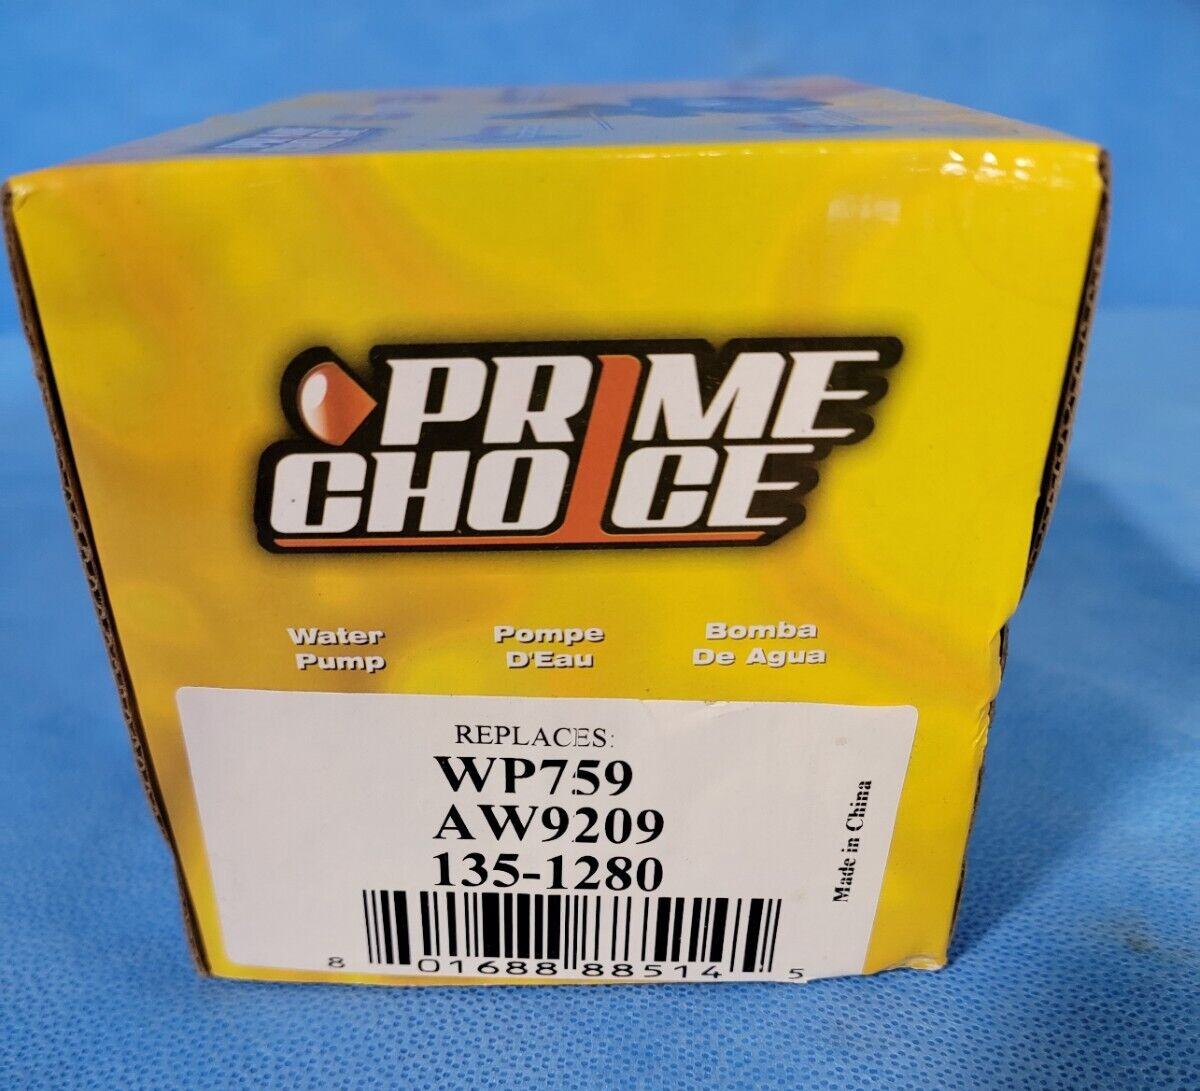 PRIME
CHOICE
Water
Pump
Pompe
D'Eau
Bomba
De Agua
REPLACES:
WP759
AW9209
135-1280
Made in China
8 01688 88514 5